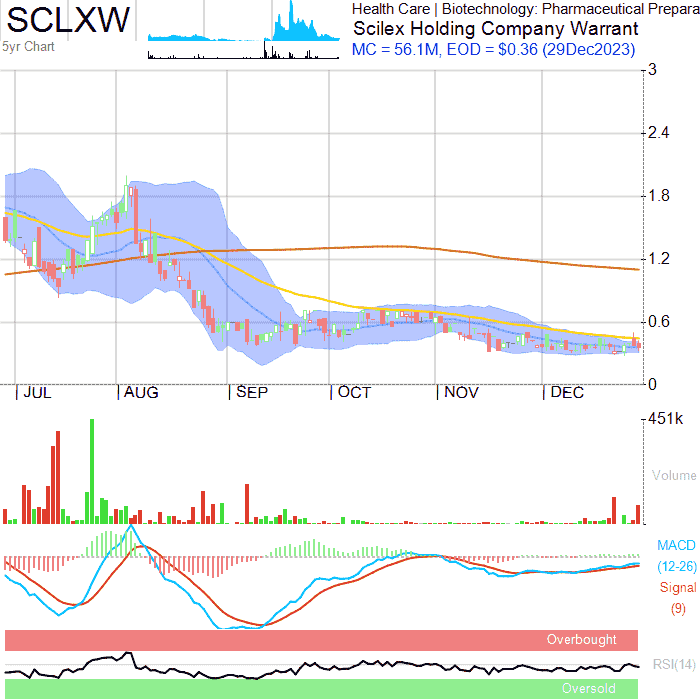 SCLXW
Health Care | Biotechnology: Pharmaceutical Prepara
Scilex Holding Company Warrant
5yr Chart
MC = 56.1M, EOD = $0.36 (29Dec2023)
3
2.4
1.8
1.2
0.6
0
JUL AUG SEP OCT NOV DEC
451k
Volume
MACD
(12-26)
Signal
(9)
Overbought
RSI(14)
Oversold